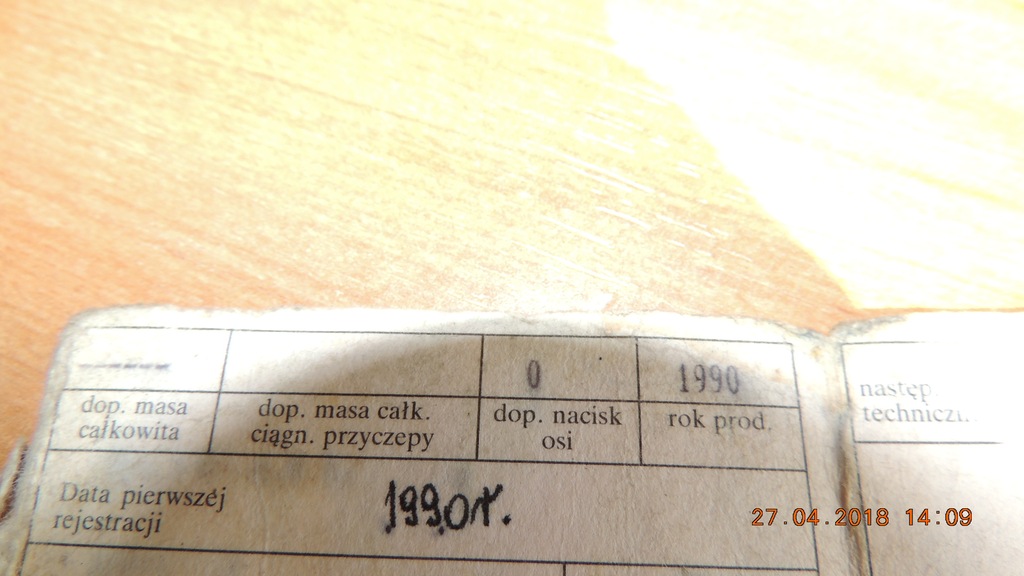 0
1990
dop. masa
całkowita
dop. masa całk.
ciągn. przyczepy
dop. nacisk
osi
rok prod.
następ.
techniczn.
Data pierwszej
rejestracji
1990r.
27.04.2018 14:09